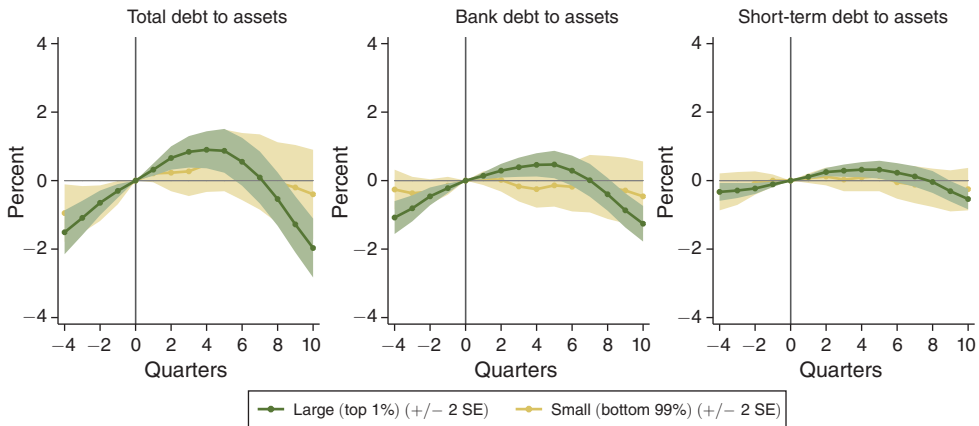 Total debt to assets
Percent
4
2
0
−2
−4
−4 −2 0 2 4 6 8 10
Quarters
Bank debt to assets
Percent
4
2
0
−2
−4
−4 −2 0 2 4 6 8 10
Quarters
Short-term debt to assets
Percent
4
2
0
−2
−4
−4 −2 0 2 4 6 8 10
Quarters
Large (top 1%) (+/− 2 SE) Small (bottom 99%) (+/− 2 SE)